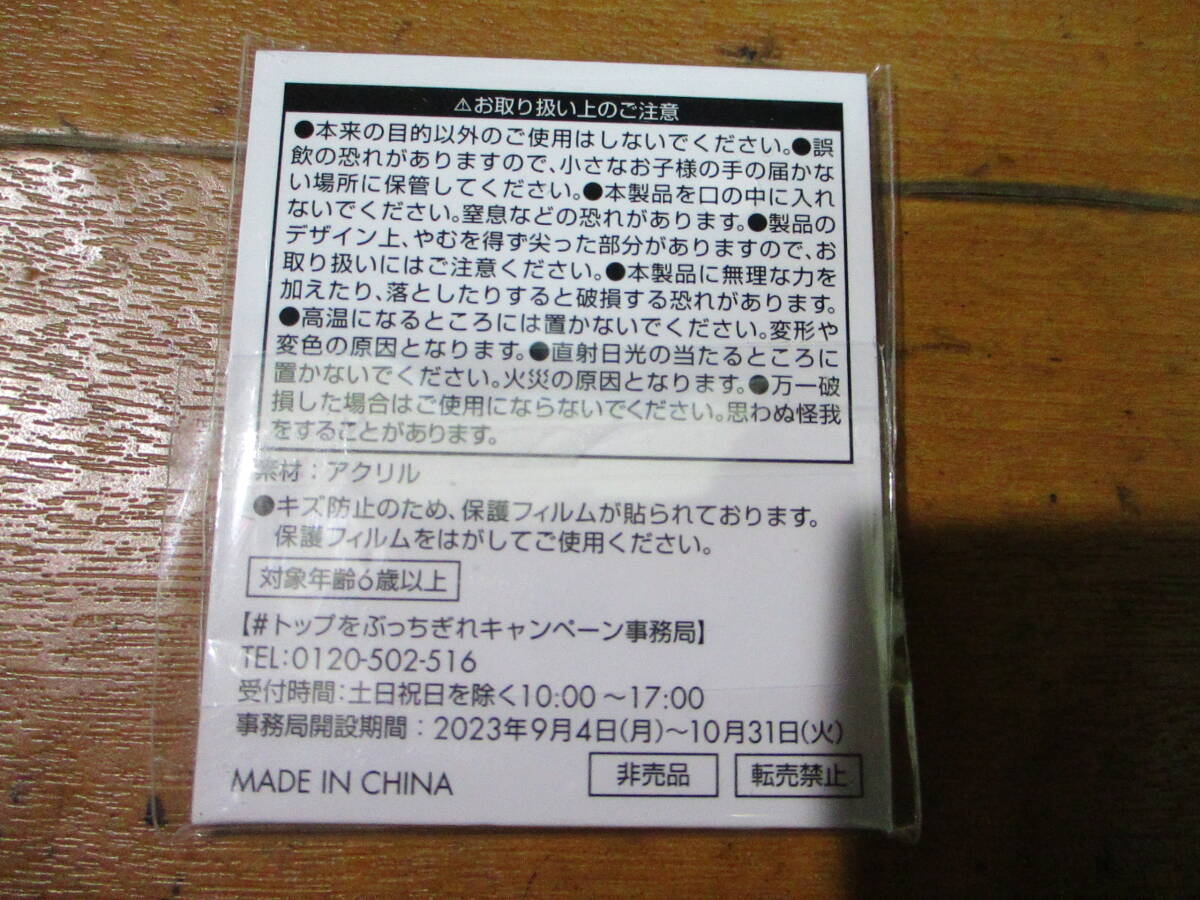 ⚠お取り扱い上のご注意
●本来の目的以外のご使用はしないでください。●誤
飲の恐れがありますので、小さなお子様の手の届かな
い場所に保管してください。●本製品を口の中に入れ
ないでください。窒息などの恐れがあります。●製品の
デザイン上、やむを得ず尖った部分がありますので、お
取り扱いにはご注意ください。●本製品に無理な力を
加えたり、落としたりすると破損する恐れがあります。
●高温になるところには置かないでください。変形や
変色の原因となります。●直射日光の当たるところに
置かないでください。火災の原因となります。●万一破
損した場合はご使用にならないでください。思わぬ怪我
をすることがあります。
素材：アクリル
●キズ防止のため、保護フィルムが貼られております。
保護フィルムをはがしてご使用ください。
対象年齢6歳以上
【#トップをぶっちぎれキャンペーン事務局】
TEL：0120-502-516
受付時間：土日祝日を除く10:00～17:00
事務局開設期間：2023年9月4日(月)～10月31日(火)
MADE IN CHINA
非売品
転売禁止